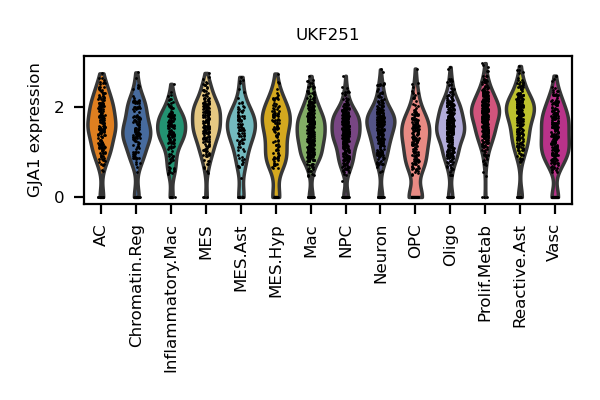 UKF251
GJA1 expression
2
0
AC
Chromatin.Reg
Inflammatory.Mac
MES
MES.Ast
MES.Hyp
Mac
NPC
Neuron
OPC
Oligo
Prolif.Metab
Reactive.Ast
Vasc